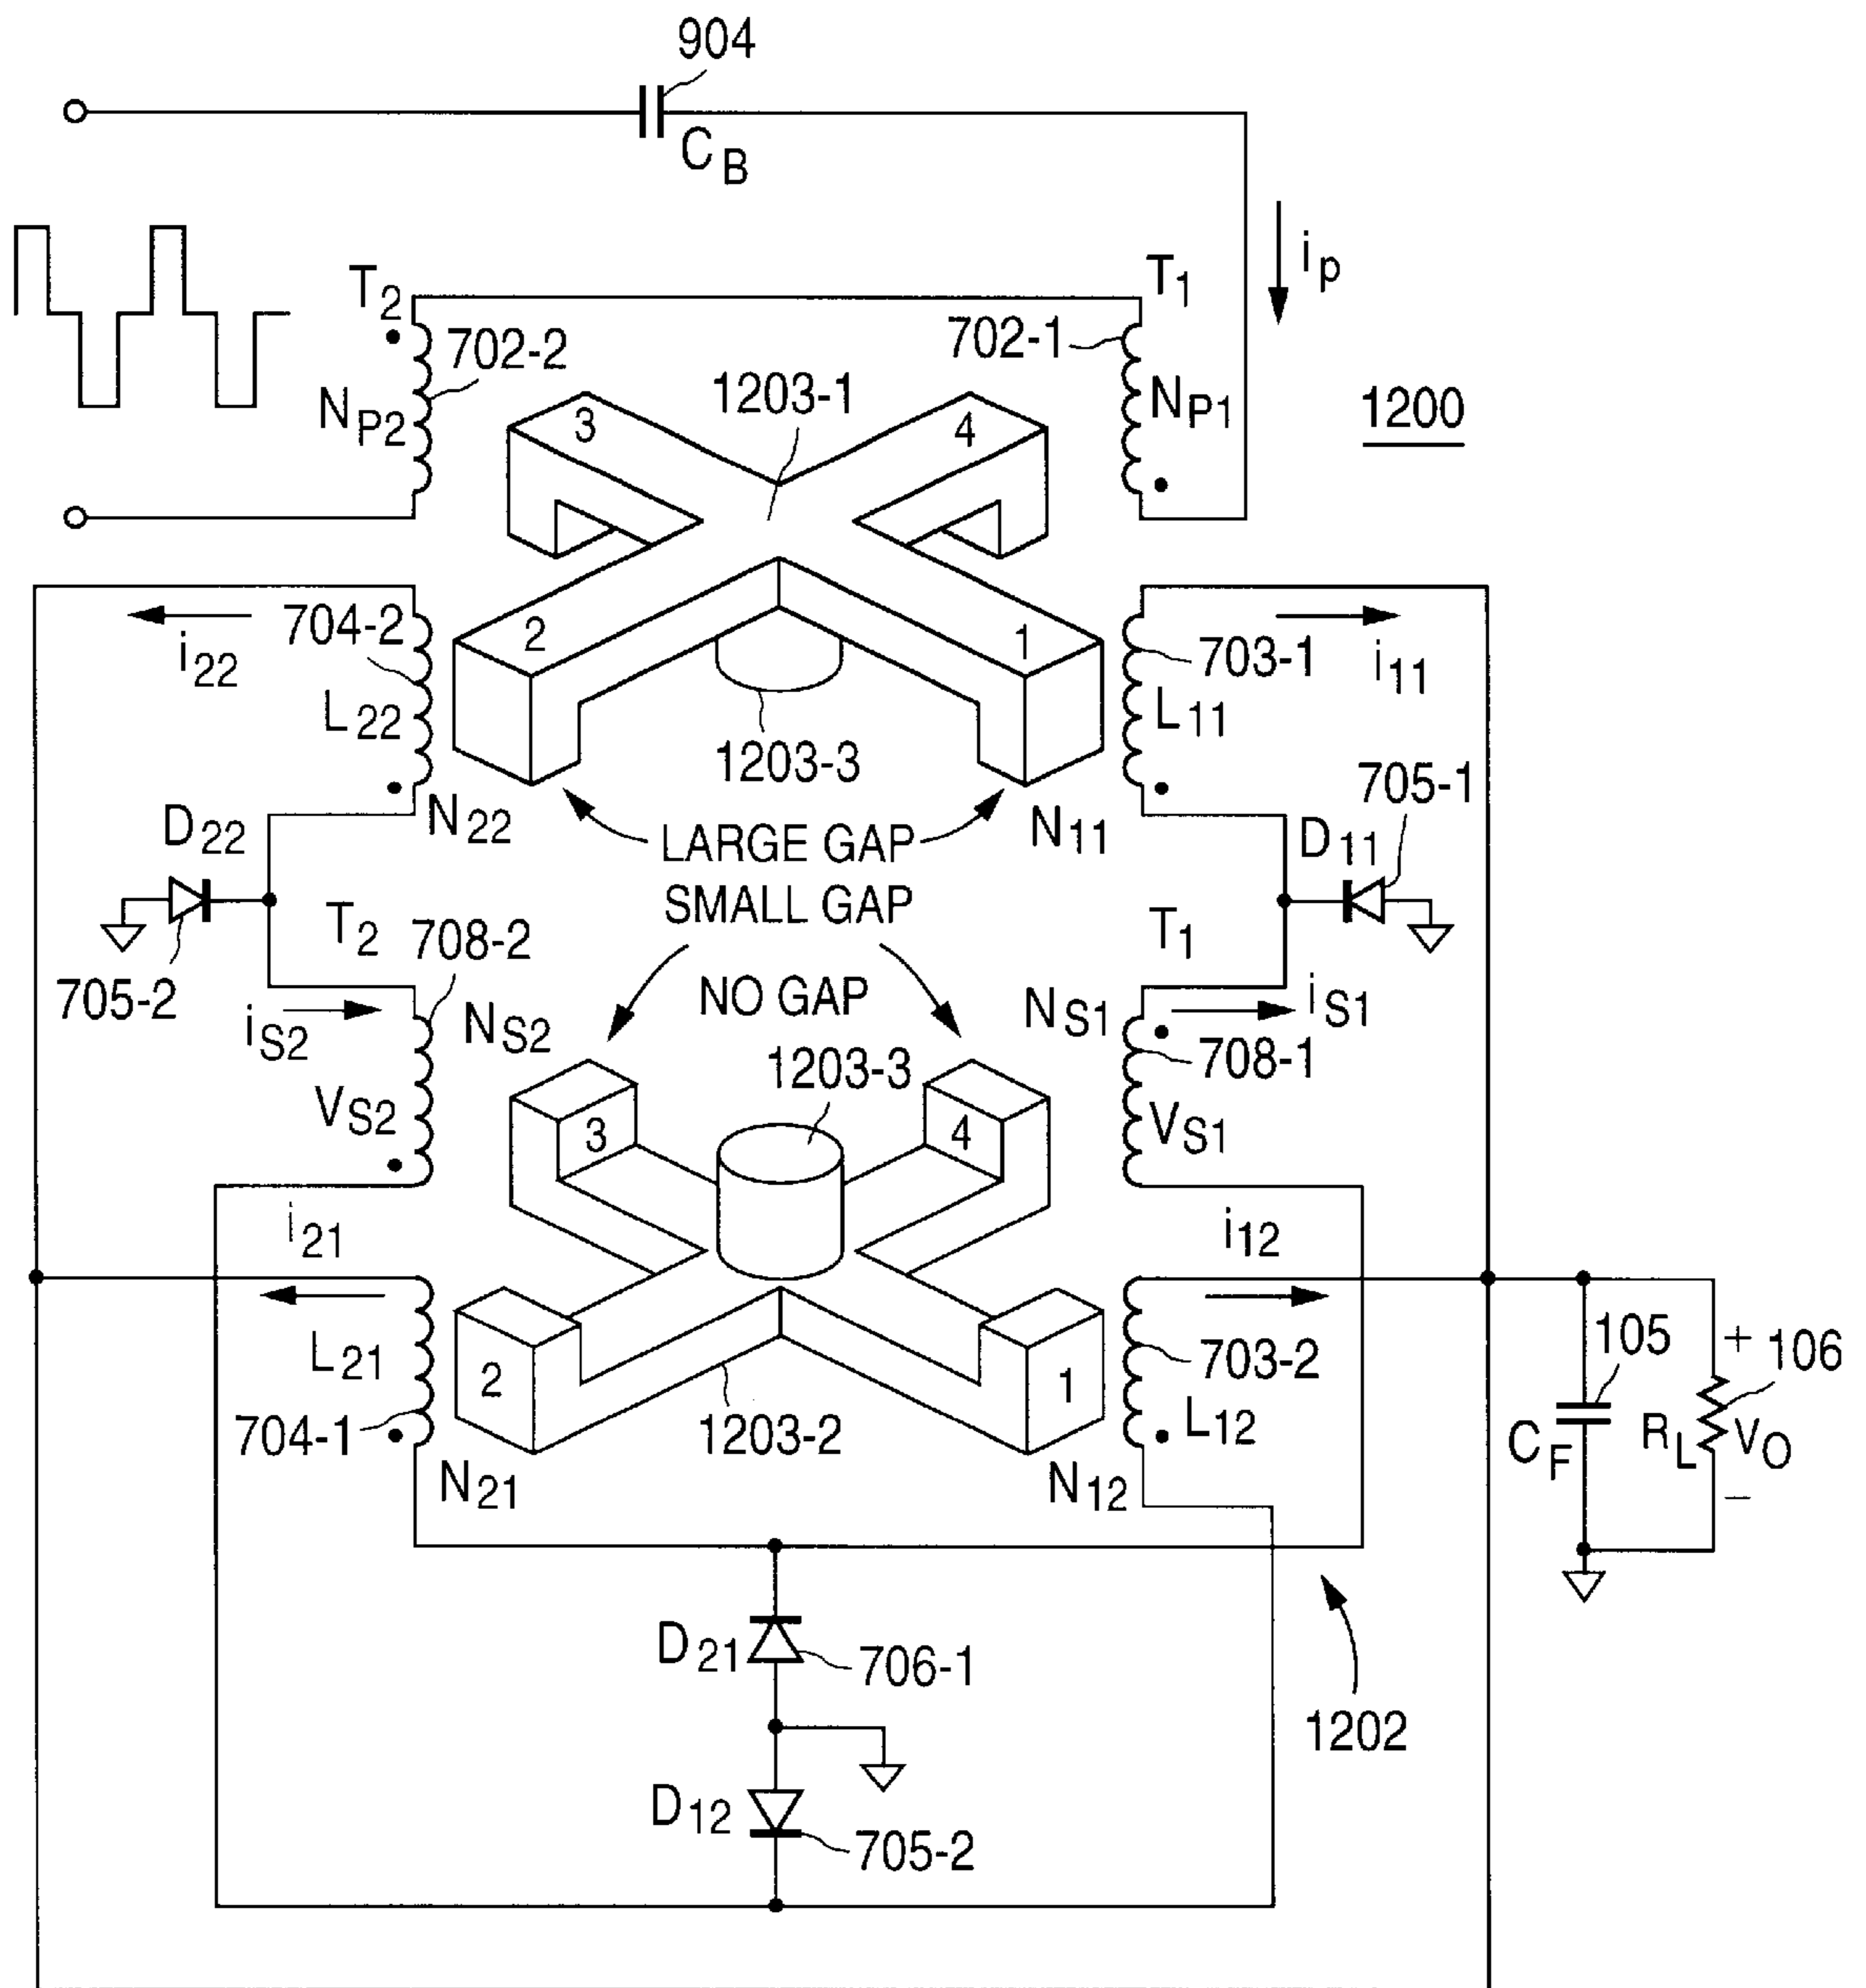 904
C_B
i_p
T_2
T_1
702-2
702-1
N_P2
N_P1
1203-1
1200
3
4
2
1
704-2
703-1
i_22
i_11
L_22
L_11
1203-3
705-1
D_22
N_22
LARGE GAP
N_11
D_11
SMALL GAP
T_2
708-2
T_1
705-2
N_S2
NO GAP
N_S1
i_S1
i_S2
1203-3
708-1
V_S2
V_S1
3
4
i_21
i_12
105
106
+
L_21
703-2
2
1
704-1
1203-2
L_12
C_F
R_L
V_O
−
N_21
N_12
D_21
706-1
1202
D_12
705-2